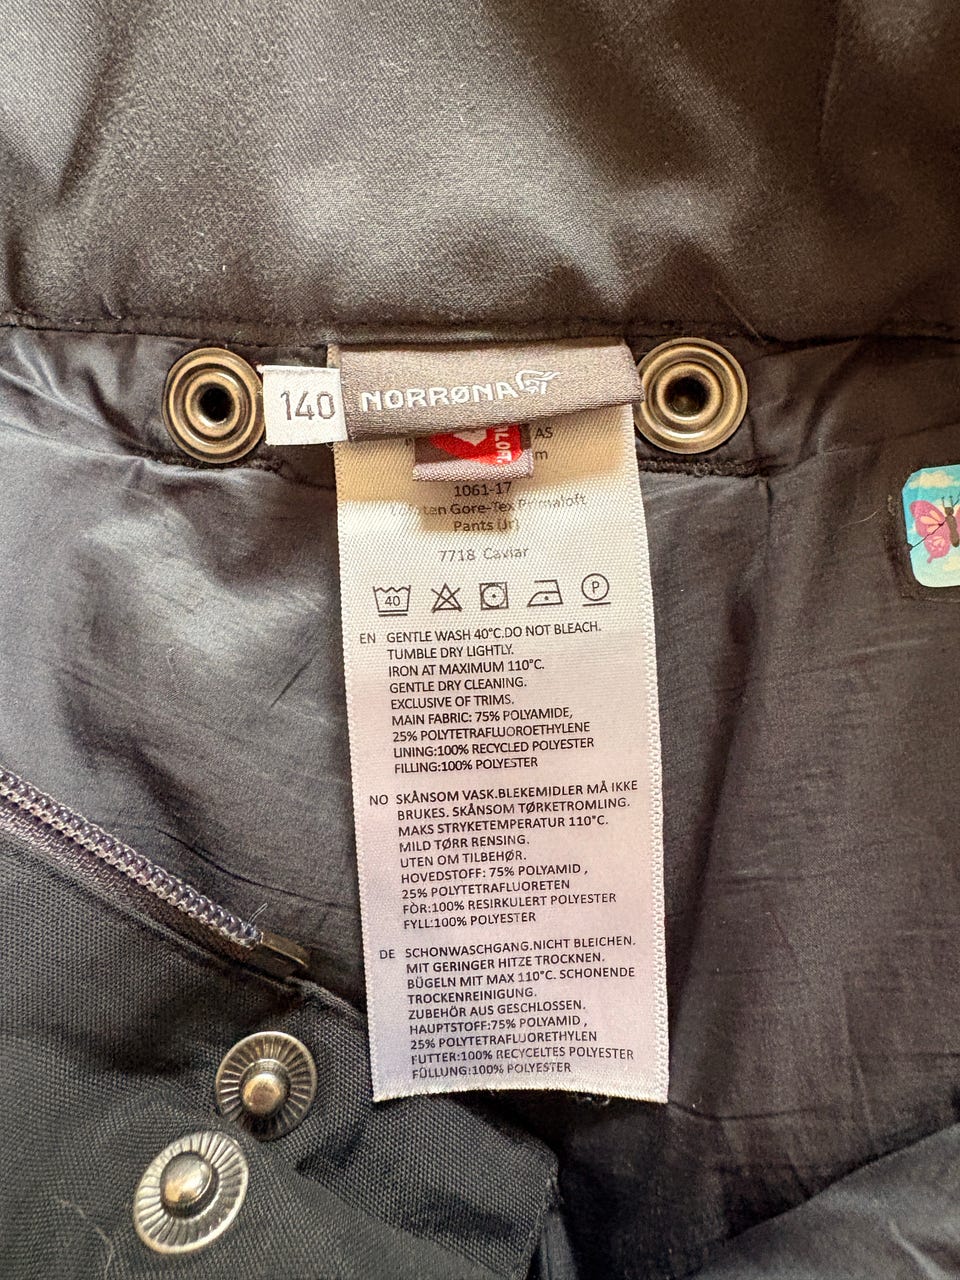 140
NORRØNA
LOFT.
AS
m
1061-17
Gore-Tex Primaloft
Pants (Jr)
7718 Caviar
40
P
EN GENTLE WASH 40°C.DO NOT BLEACH.
TUMBLE DRY LIGHTLY.
IRON AT MAXIMUM 110°C.
GENTLE DRY CLEANING.
EXCLUSIVE OF TRIMS.
MAIN FABRIC: 75% POLYAMIDE,
25% POLYTETRAFLUOROETHYLENE
LINING:100% RECYCLED POLYESTER
FILLING:100% POLYESTER
NO SKÅNSOM VASK.BLEKEMIDLER MÅ IKKE
BRUKES. SKÅNSOM TØRKETROMLING.
MAKS STRYKETEMPERATUR 110°C.
MILD TØRR RENSING.
UTEN OM TILBEHØR.
HOVEDSTOFF: 75% POLYAMID ,
25% POLYTETRAFLUORETEN
FÒR:100% RESIRKULERT POLYESTER
FYLL:100% POLYESTER
DE SCHONWASCHGANG.NICHT BLEICHEN.
MIT GERINGER HITZE TROCKNEN.
BÜGELN MIT MAX 110°C. SCHONENDE
TROCKENREINIGUNG.
ZUBEHÖR AUS GESCHLOSSEN.
HAUPTSTOFF:75% POLYAMID ,
25% POLYTETRAFLUORETHYLEN
FUTTER:100% RECYCELTES POLYESTER
FÜLLUNG:100% POLYESTER